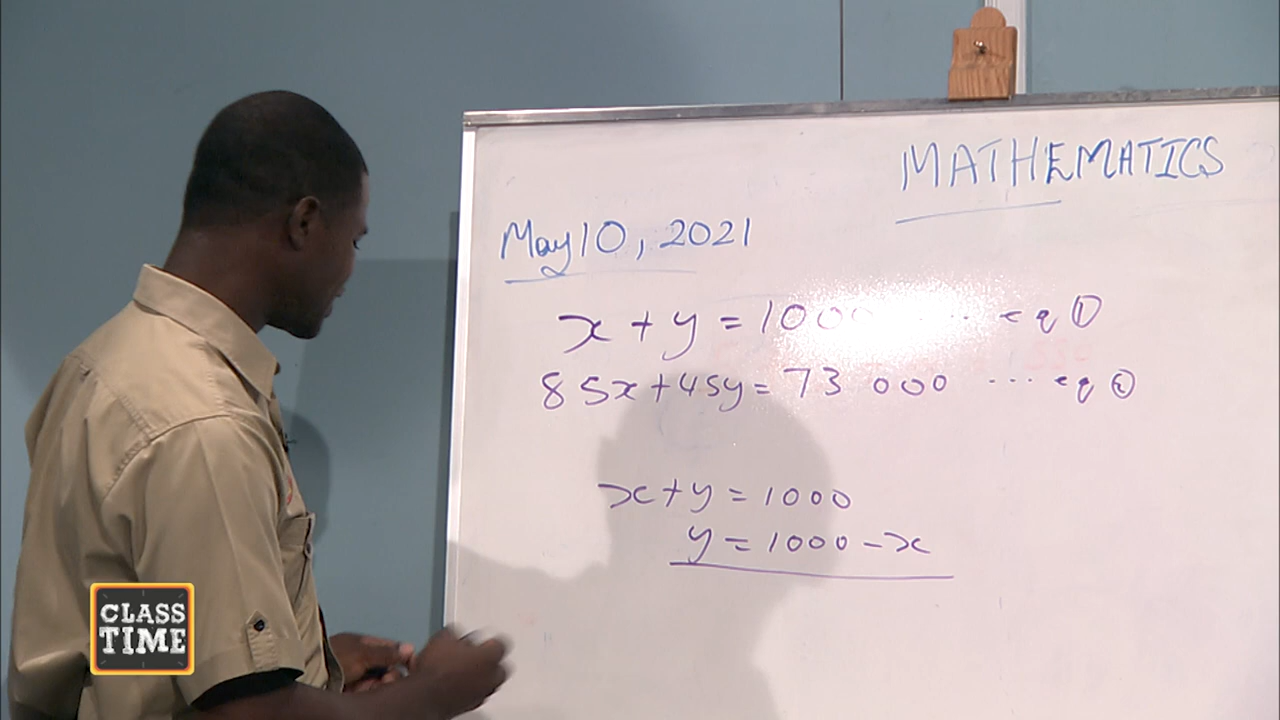 MATHEMATICS
May 10, 2021
x + y = 1000 ... eq ①
85x + 45y = 73 000 ... eq ②
x + y = 1000
y = 1000 - x
CLASS
TIME